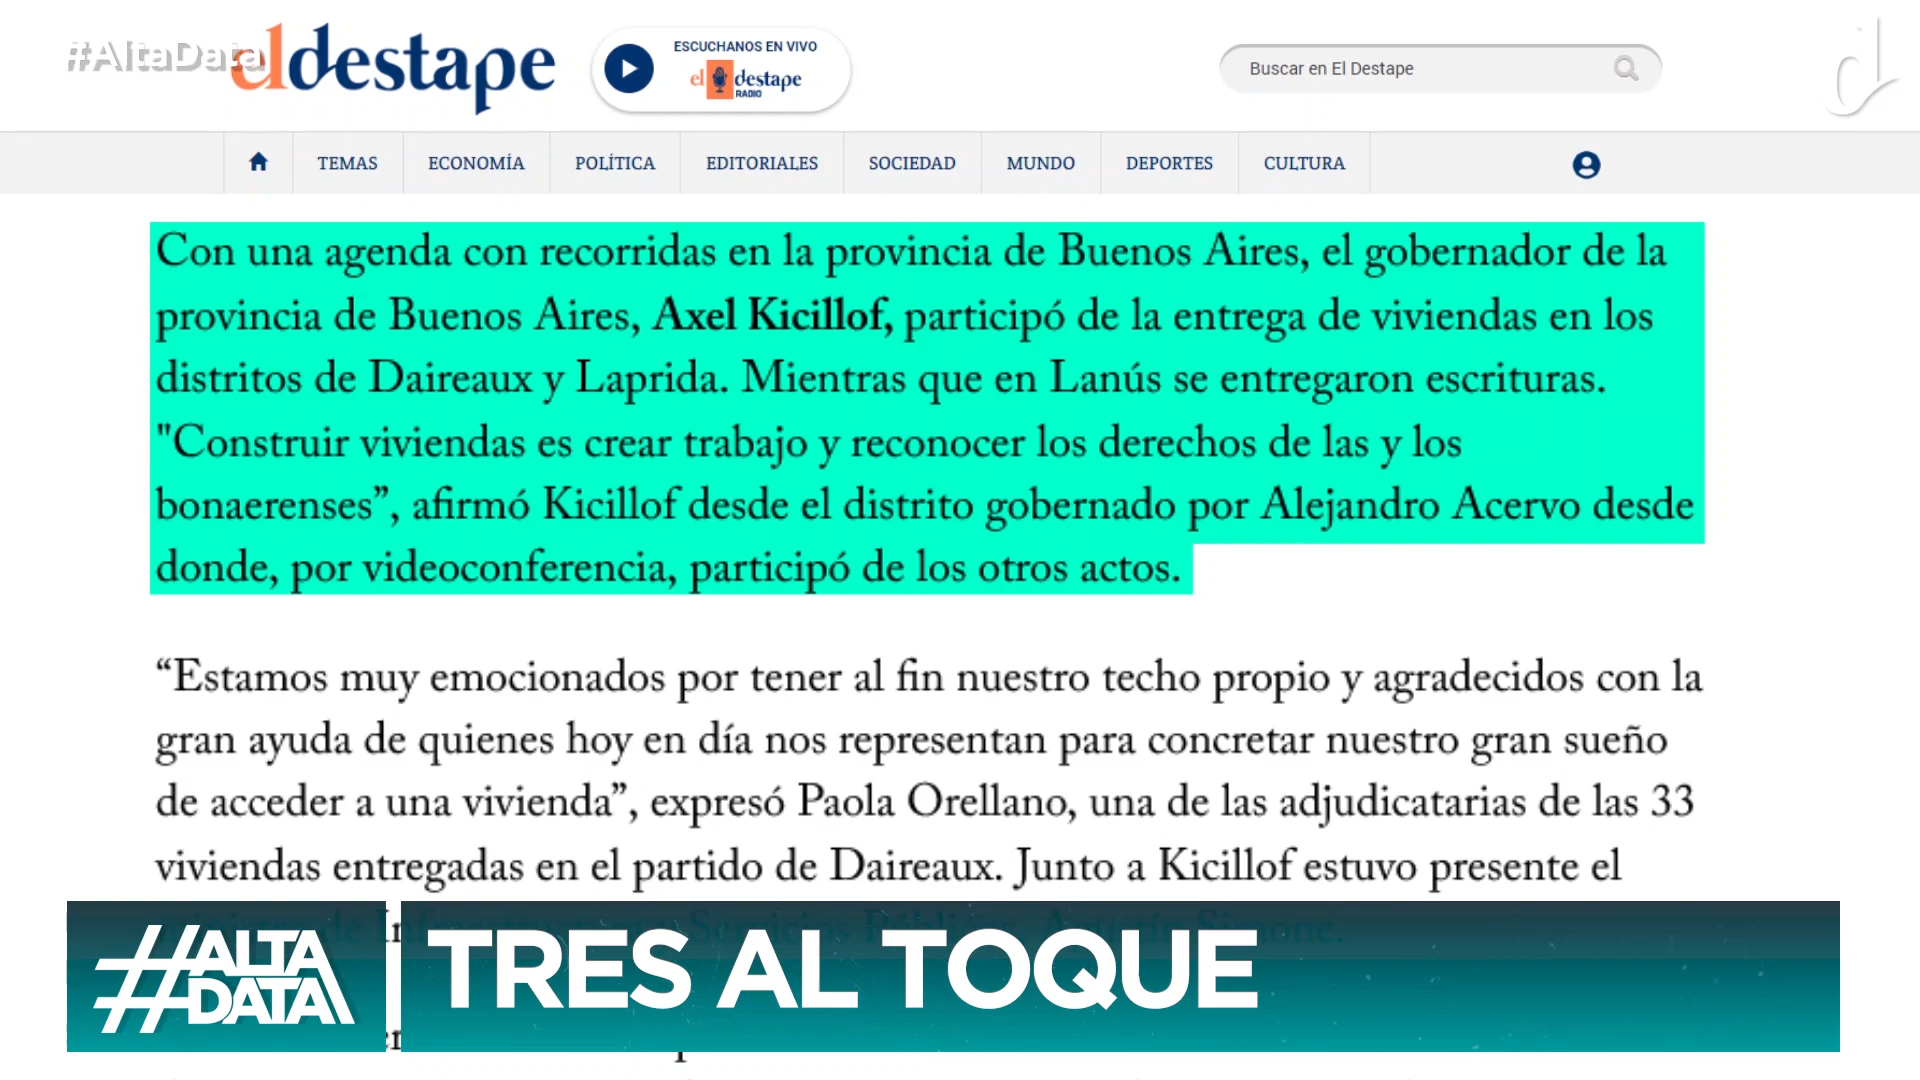 #AltaData
eldestape
ESCUCHANOS EN VIVO
el destape
RADIO
Buscar en El Destape
d
TEMAS
ECONOMÍA
POLÍTICA
EDITORIALES
SOCIEDAD
MUNDO
DEPORTES
CULTURA
Con una agenda con recorridas en la provincia de Buenos Aires, el gobernador de la
provincia de Buenos Aires, Axel Kicillof, participó de la entrega de viviendas en los
distritos de Daireaux y Laprida. Mientras que en Lanús se entregaron escrituras.
"Construir viviendas es crear trabajo y reconocer los derechos de las y los
bonaerenses”, afirmó Kicillof desde el distrito gobernado por Alejandro Acervo desde
donde, por videoconferencia, participó de los otros actos.
“Estamos muy emocionados por tener al fin nuestro techo propio y agradecidos con la
gran ayuda de quienes hoy en día nos representan para concretar nuestro gran sueño
de acceder a una vivienda”, expresó Paola Orellano, una de las adjudicatarias de las 33
viviendas entregadas en el partido de Daireaux. Junto a Kicillof estuvo presente el
#ALTA
DATA
TRES AL TOQUE